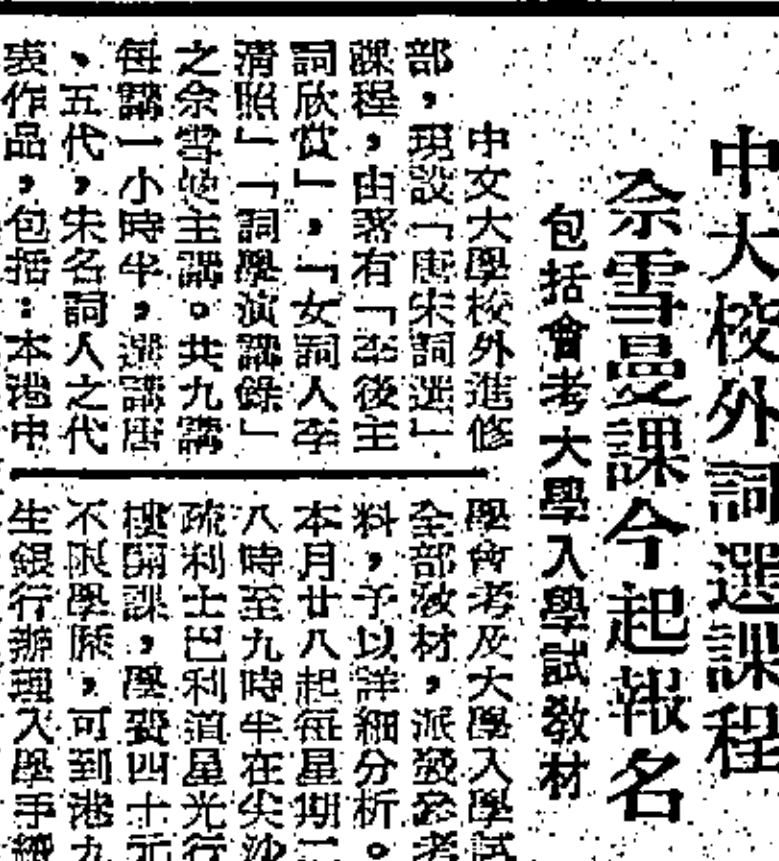 中大校外詞選課程
佘雪曼課今起報名
包括會考大學入學試教材
中文大學校外進修
部，現設「唐宋詞選」
課程，由著有「李後主
詞欣賞」，「女詞人李
清照」「詞學演講錄」
之佘雪曼主講。共九講
每講一小時半，選講唐
、五代，宋名詞人之代
表作品，包括：本港中
學會考及大學入學試
全部教材，派發參考
料，予以詳細分析。
本月廿八起每星期二
八時至九時半在尖沙
疏利士巴利道星光行
樓開課，學費四十元
不限學歷，可到港九
生銀行辦理入學手續